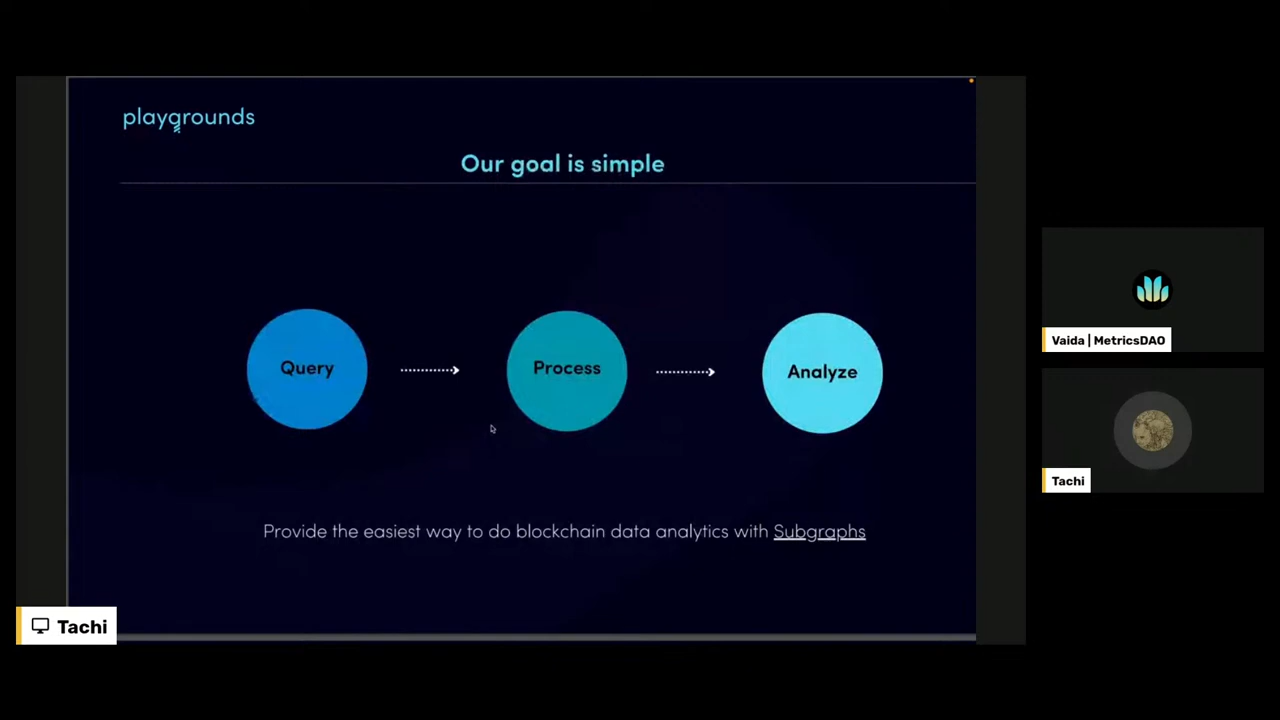 playgrounds
Our goal is simple
Query
Process
Analyze
Provide the easiest way to do blockchain data analytics with Subgraphs
Vaida | MetricsDAO
Tachi
Tachi